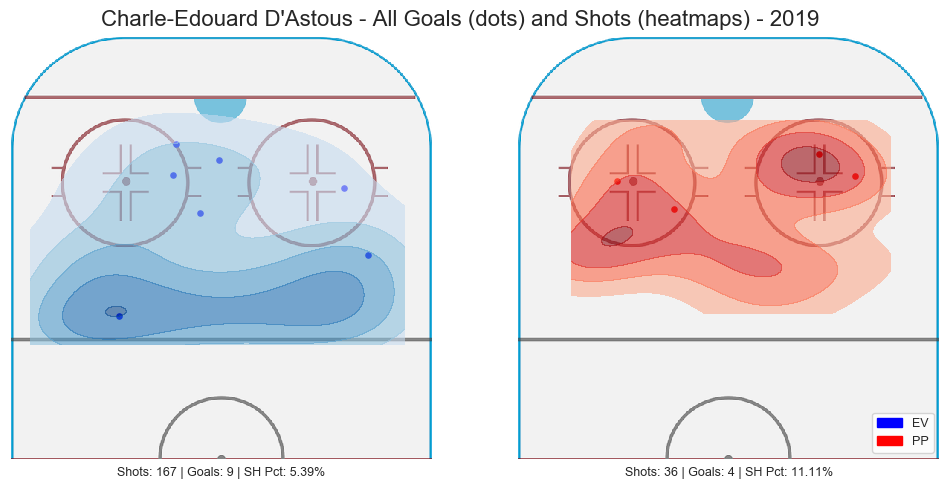 Charle-Edouard D'Astous - All Goals (dots) and Shots (heatmaps) - 2019
EV
PP
Shots: 167 | Goals: 9 | SH Pct: 5.39%
Shots: 36 | Goals: 4 | SH Pct: 11.11%